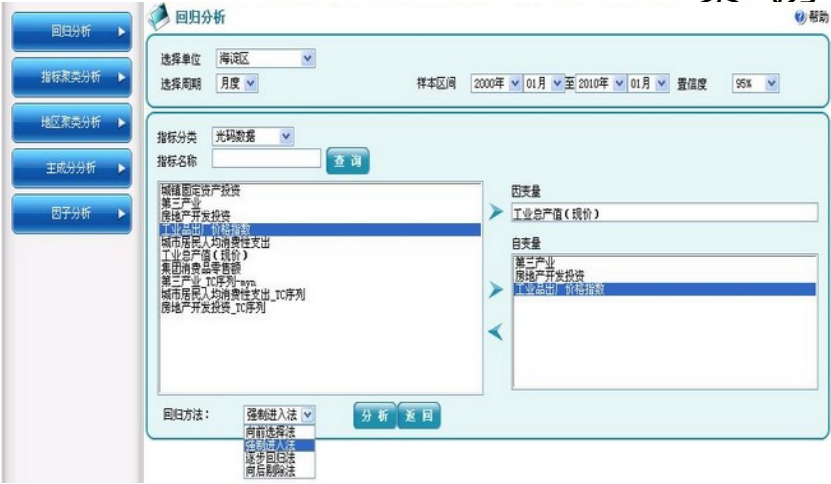 回归分析
帮助
回归分析
指标聚类分析
地区聚类分析
主成分分析
因子分析
选择单位 海淀区
选择周期 月度 样本区间 2000年 01月 至 2010年 01月 置信度 95%
指标分类 光码数据
指标名称 查询
城镇固定资产投资
第三产业
房地产开发投资
工业品出厂价格指数
城市居民人均消费性支出
工业总产值(现价)
集团消费品零售额
第三产业_TC序列-myn
城市居民人均消费性支出_TC序列
房地产开发投资_TC序列
因变量
工业总产值(现价)
自变量
第三产业
房地产开发投资
工业品出厂价格指数
回归方法: 强制进入法 分析 返回
向前选择法
强制进入法
逐步回归法
向后剔除法